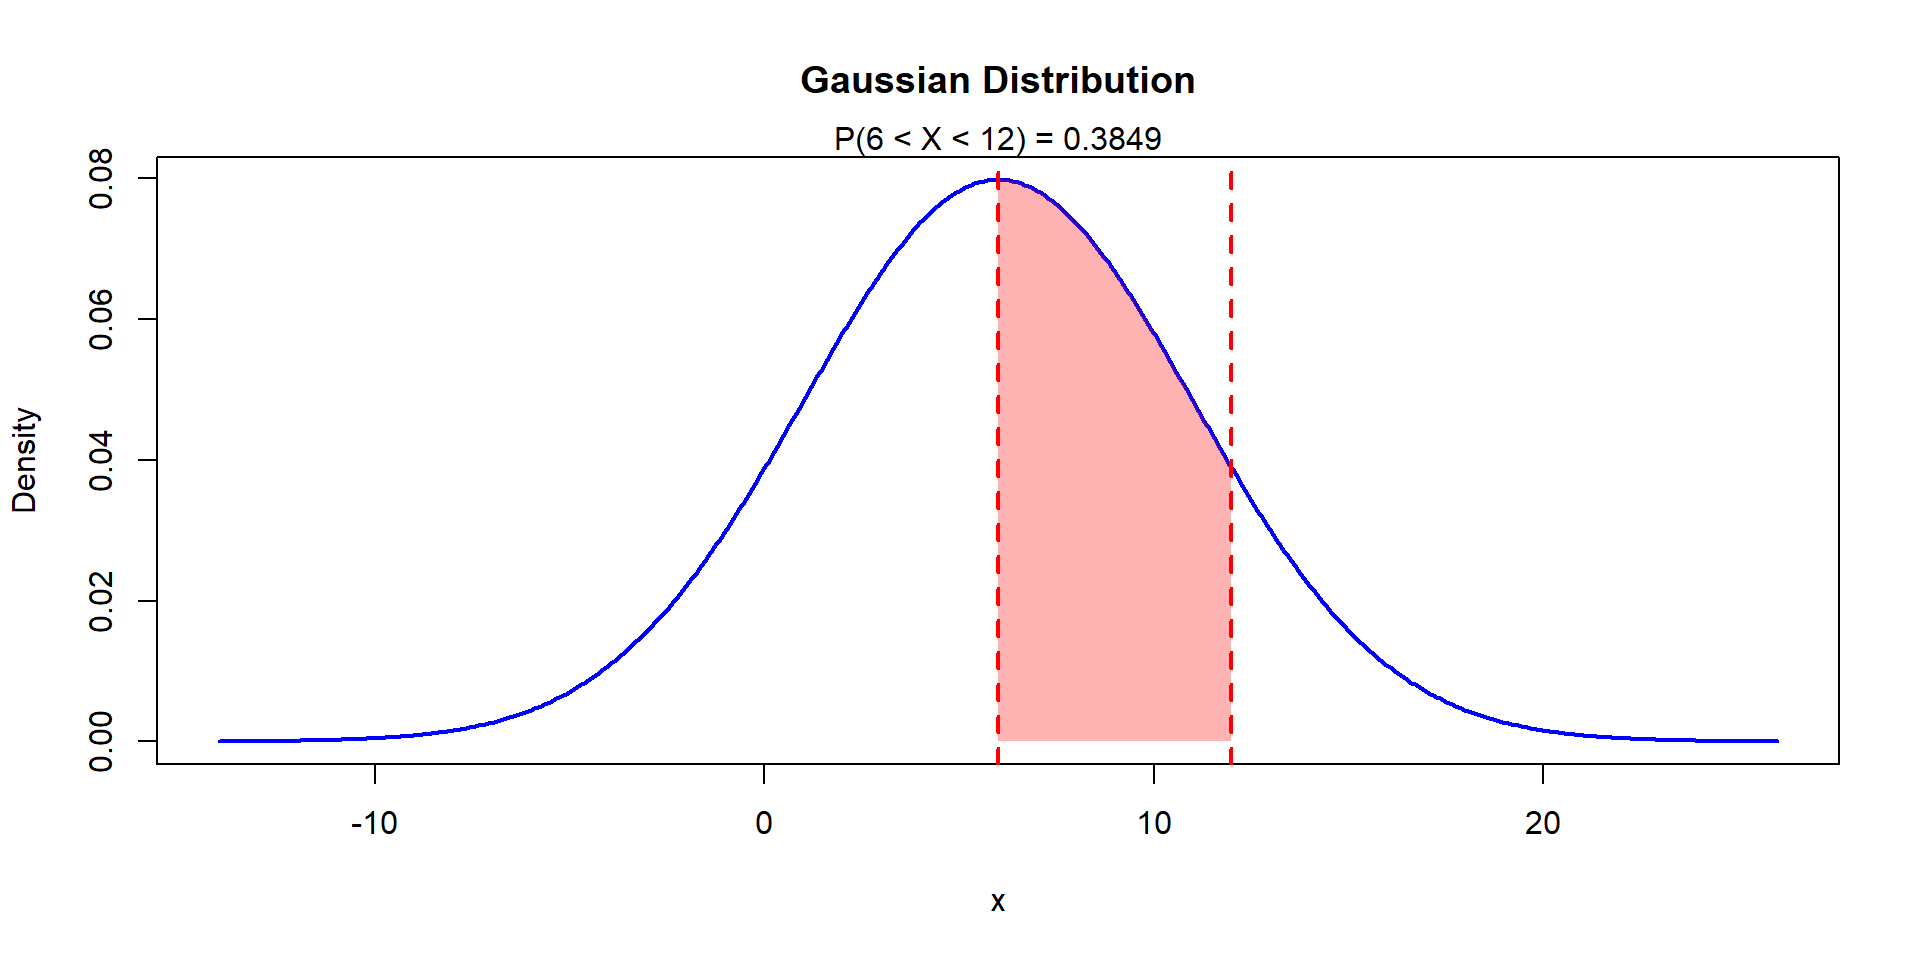 Gaussian Distribution
P(6 < X < 12) = 0.3849
Density
0.08
0.06
0.04
0.02
0.00
-10 0 10 20
x